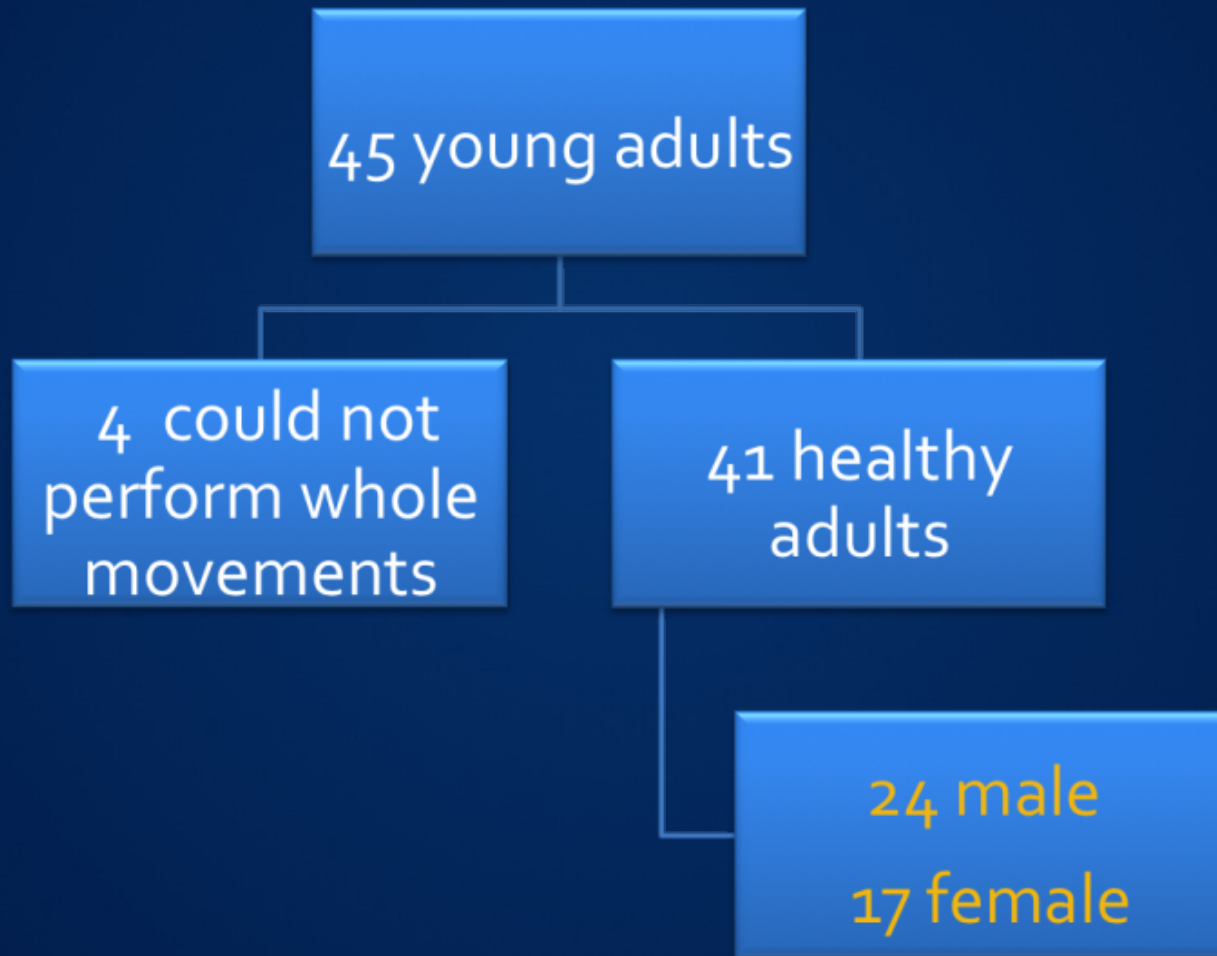 45 young adults
4 could not
perform whole
movements
41 healthy
adults
24 male
17 female